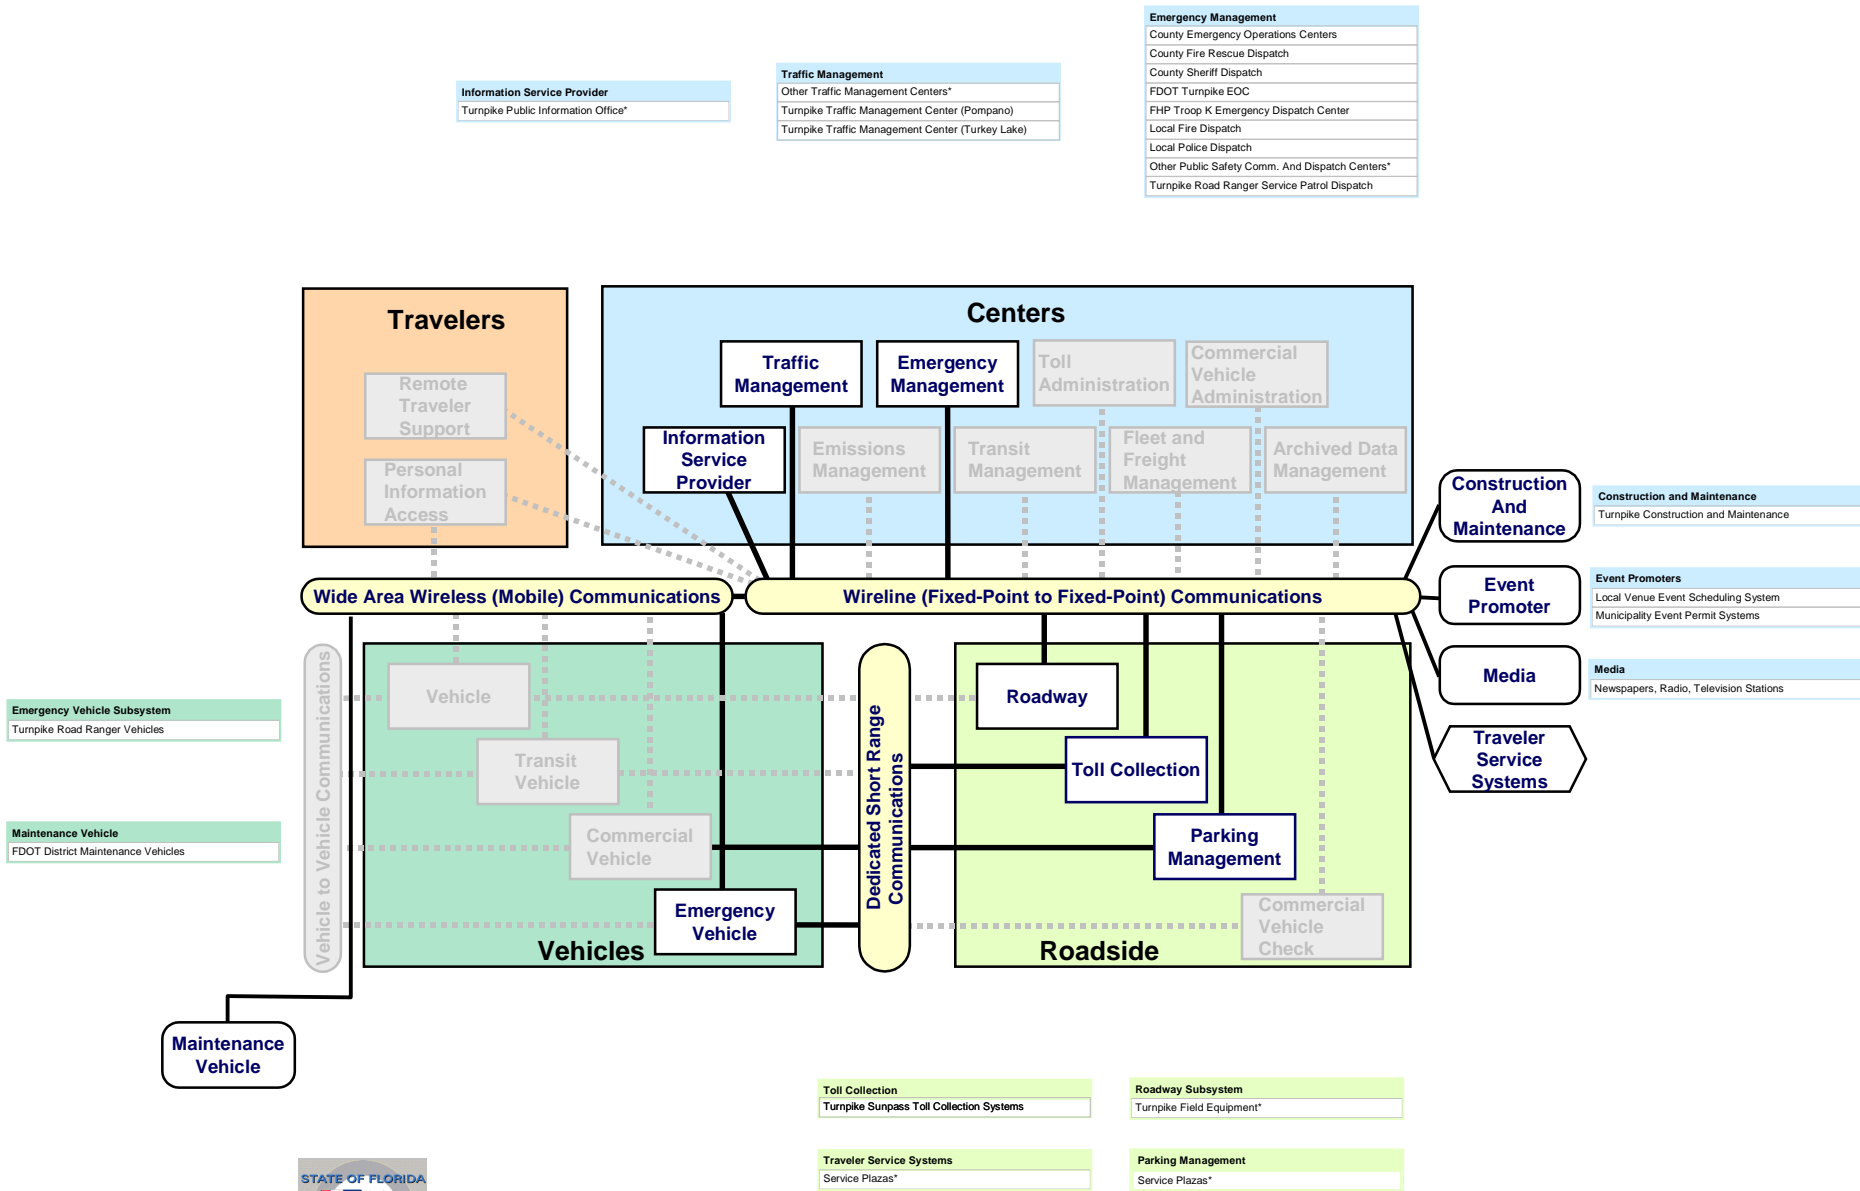 Emergency Management
County Emergency Operations Centers
County Fire Rescue Dispatch
County Sheriff Dispatch
FDOT Turnpike EOC
FHP Troop K Emergency Dispatch Center
Local Fire Dispatch
Local Police Dispatch
Other Public Safety Comm. And Dispatch Centers*
Turnpike Road Ranger Service Patrol Dispatch
Traffic Management
Other Traffic Management Centers*
Turnpike Traffic Management Center (Pompano)
Turnpike Traffic Management Center (Turkey Lake)
Information Service Provider
Turnpike Public Information Office*
Travelers
Remote
Traveler
Support
Personal
Information
Access
Centers
Traffic
Management
Emergency
Management
Toll
Administration
Commercial
Vehicle
Administration
Information
Service
Provider
Emissions
Management
Transit
Management
Fleet and
Freight
Management
Archived Data
Management
Construction
And
Maintenance
Construction and Maintenance
Turnpike Construction and Maintenance
Wide Area Wireless (Mobile) Communications
Wireline (Fixed-Point to Fixed-Point) Communications
Event
Promoter
Event Promoters
Local Venue Event Scheduling System
Municipality Event Permit Systems
Media
Media
Newspapers, Radio, Television Stations
Traveler
Service
Systems
Vehicle to Vehicle Communications
Vehicle
Transit
Vehicle
Commercial
Vehicle
Emergency
Vehicle
Vehicles
Dedicated Short Range
Communications
Roadway
Toll Collection
Parking
Management
Commercial
Vehicle
Check
Roadside
Emergency Vehicle Subsystem
Turnpike Road Ranger Vehicles
Maintenance Vehicle
FDOT District Maintenance Vehicles
Maintenance
Vehicle
Toll Collection
Turnpike Sunpass Toll Collection Systems
Roadway Subsystem
Turnpike Field Equipment*
Traveler Service Systems
Service Plazas*
Parking Management
Service Plazas*
STATE OF FLORIDA